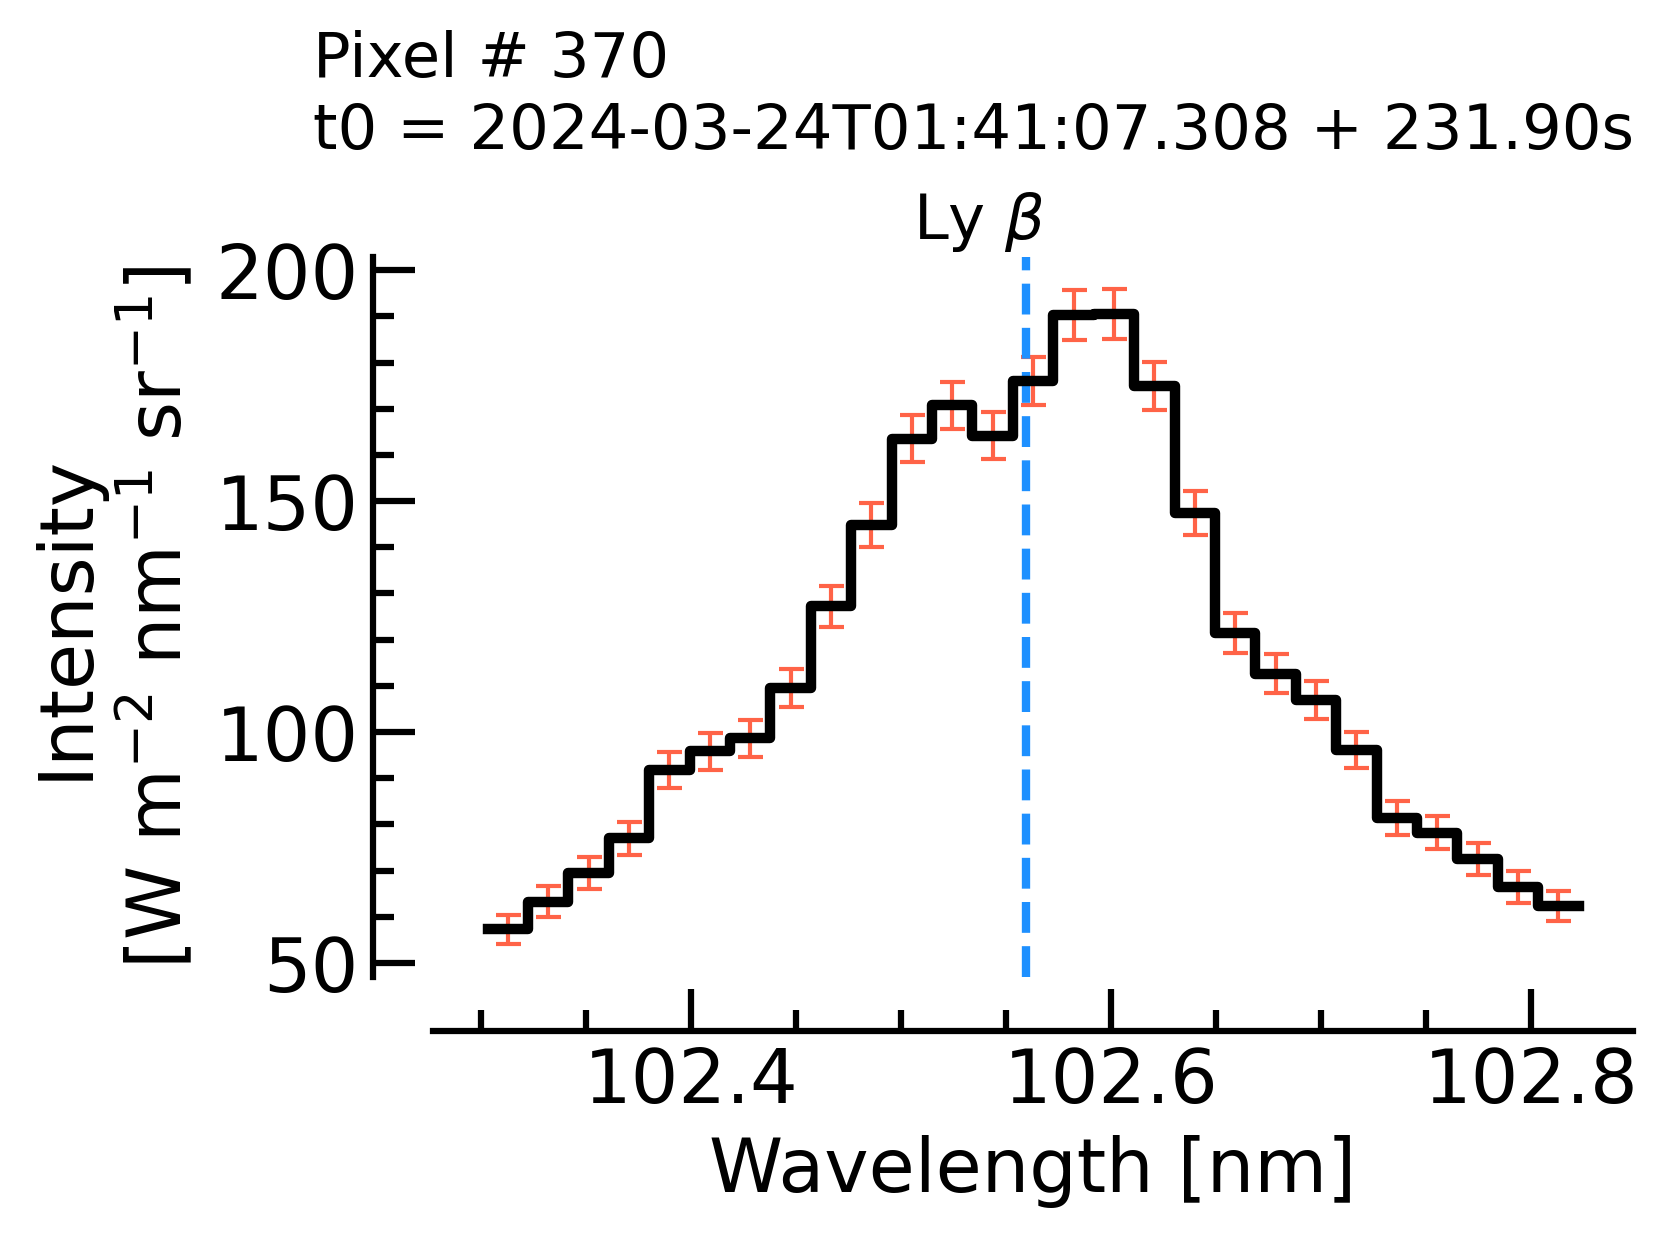 Pixel # 370
t0 = 2024-03-24T01:41:07.308 + 231.90s
Ly β
Intensity
[W m⁻² nm⁻¹ sr⁻¹]
200
150
100
50
102.4 102.6 102.8
Wavelength [nm]